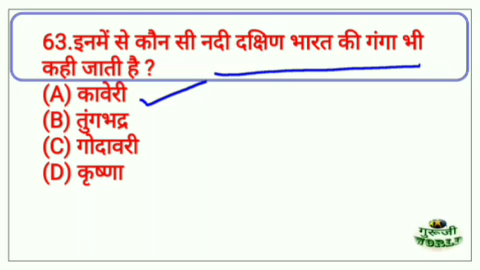 63.इनमें से कौन सी नदी दक्षिण भारत की गंगा भी
कही जाती है ?
(A) कावेरी
(B) तुंगभद्र
(C) गोदावरी
(D) कृष्णा
गुरूजी
WORLD